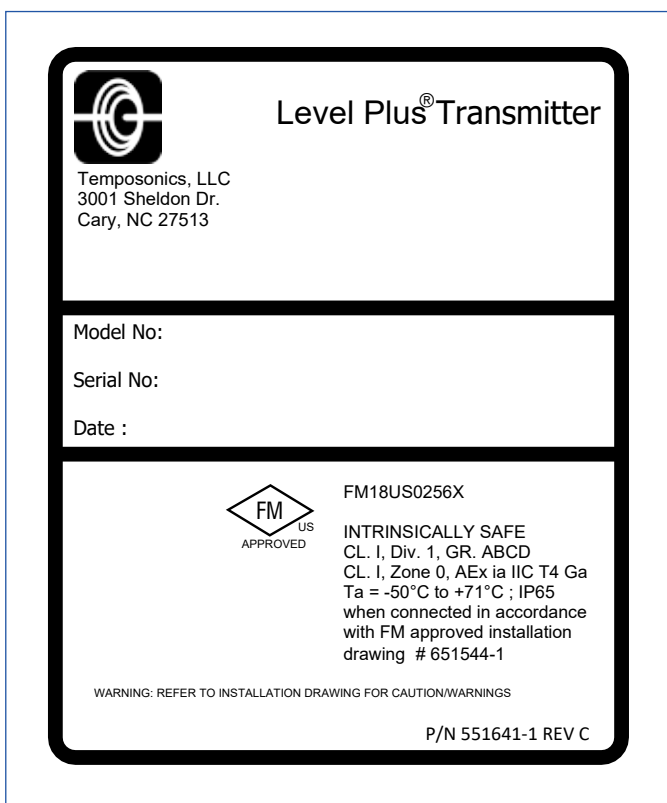 Level Plus® Transmitter
Temposonics, LLC
3001 Sheldon Dr.
Cary, NC 27513
Model No:
Serial No:
Date :
FM
US
APPROVED
FM18US0256X
INTRINSICALLY SAFE
CL. I, Div. 1, GR. ABCD
CL. I, Zone 0, AEx ia IIC T4 Ga
Ta = -50°C to +71°C ; IP65
when connected in accordance
with FM approved installation
drawing # 651544-1
WARNING: REFER TO INSTALLATION DRAWING FOR CAUTION/WARNINGS
P/N 551641-1 REV C